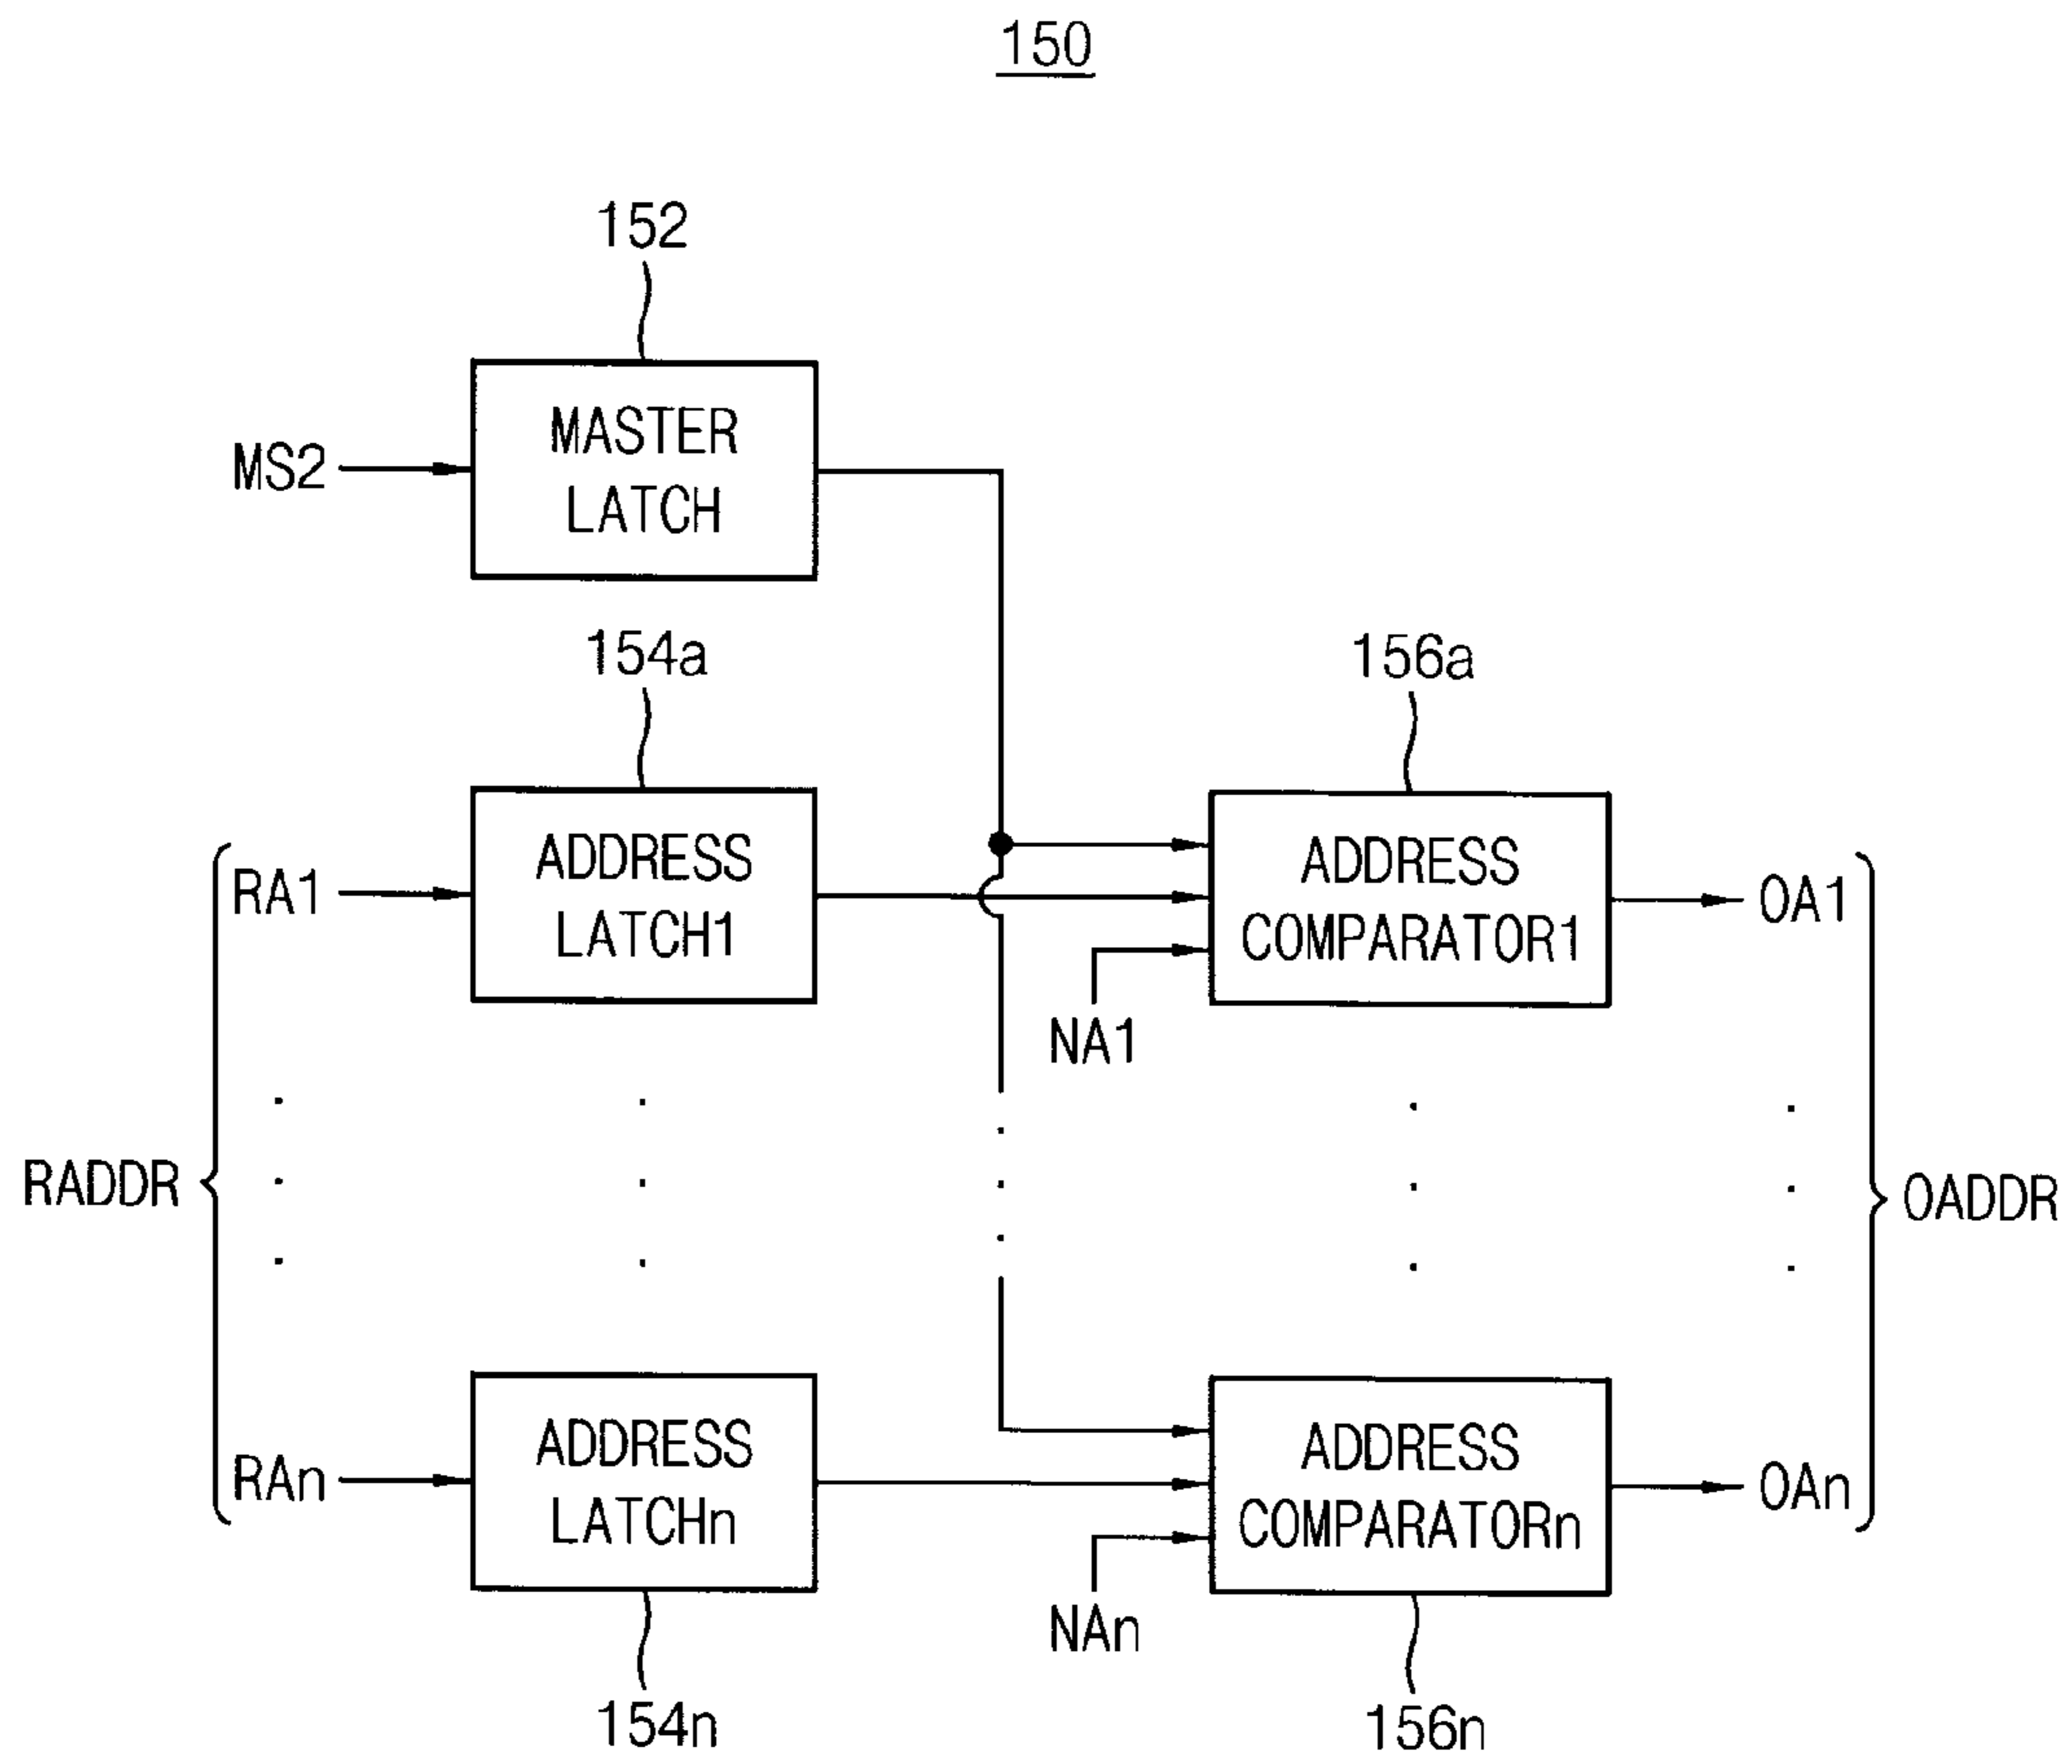 150
152
MS2
MASTER
LATCH
154a
156a
RA1
ADDRESS
LATCH1
ADDRESS
COMPARATOR1
OA1
NA1
RADDR
OADDR
RAn
ADDRESS
LATCHn
ADDRESS
COMPARATORn
OAn
NAn
154n
156n